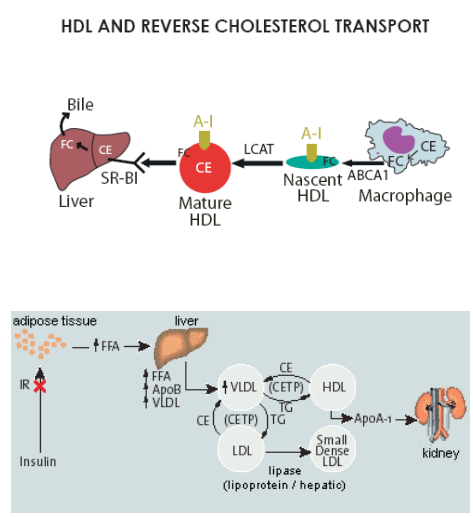 HDL AND REVERSE CHOLESTEROL TRANSPORT
Bile
FC
CE
SR-BI
Liver
A-I
FC
CE
Mature
HDL
LCAT
A-I
FC
Nascent
HDL
ABCA1
FC
CE
Macrophage
adipose tissue
FFA
liver
IR
Insulin
FFA
ApoB
VLDL
VLDL
CE
(CETP)
TG
HDL
CE
(CETP)
TG
LDL
Small
Dense
LDL
lipase
(lipoprotein / hepatic)
ApoA-1
kidney